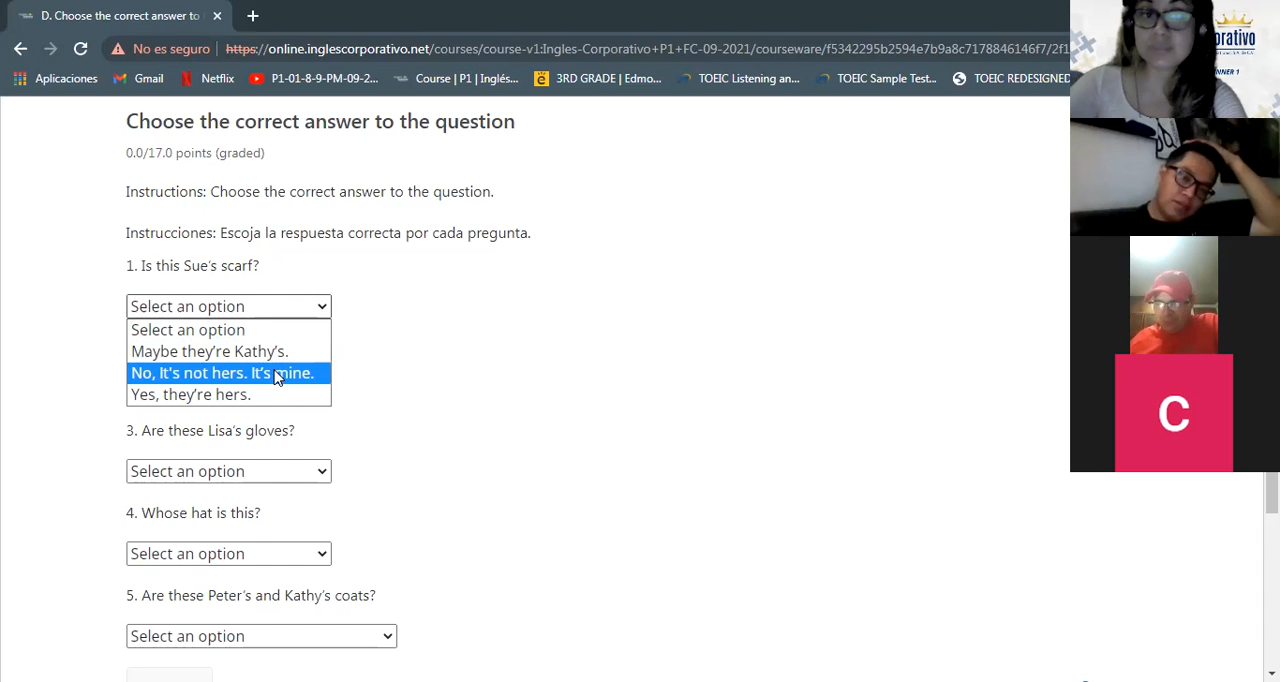 D. Choose the correct answer to
No es seguro
https://online.inglescorporativo.net/courses/course-v1:Ingles-Corporativo+P1+FC-09-2021/courseware/f5342295b2594e7b9a8c7178846146f7/2f1
Aplicaciones
Gmail
Netflix
P1-01-8-9-PM-09-2...
Course | P1 | Inglés...
3RD GRADE | Edmo...
TOEIC Listening an...
TOEIC Sample Test...
TOEIC REDESIGNED
Choose the correct answer to the question
0.0/17.0 points (graded)
Instructions: Choose the correct answer to the question.
Instrucciones: Escoja la respuesta correcta por cada pregunta.
1. Is this Sue’s scarf?
Select an option
Select an option
Maybe they’re Kathy’s.
No, It's not hers. It’s mine.
Yes, they’re hers.
3. Are these Lisa’s gloves?
Select an option
4. Whose hat is this?
Select an option
5. Are these Peter’s and Kathy’s coats?
Select an option
orativo
NNER 1
C